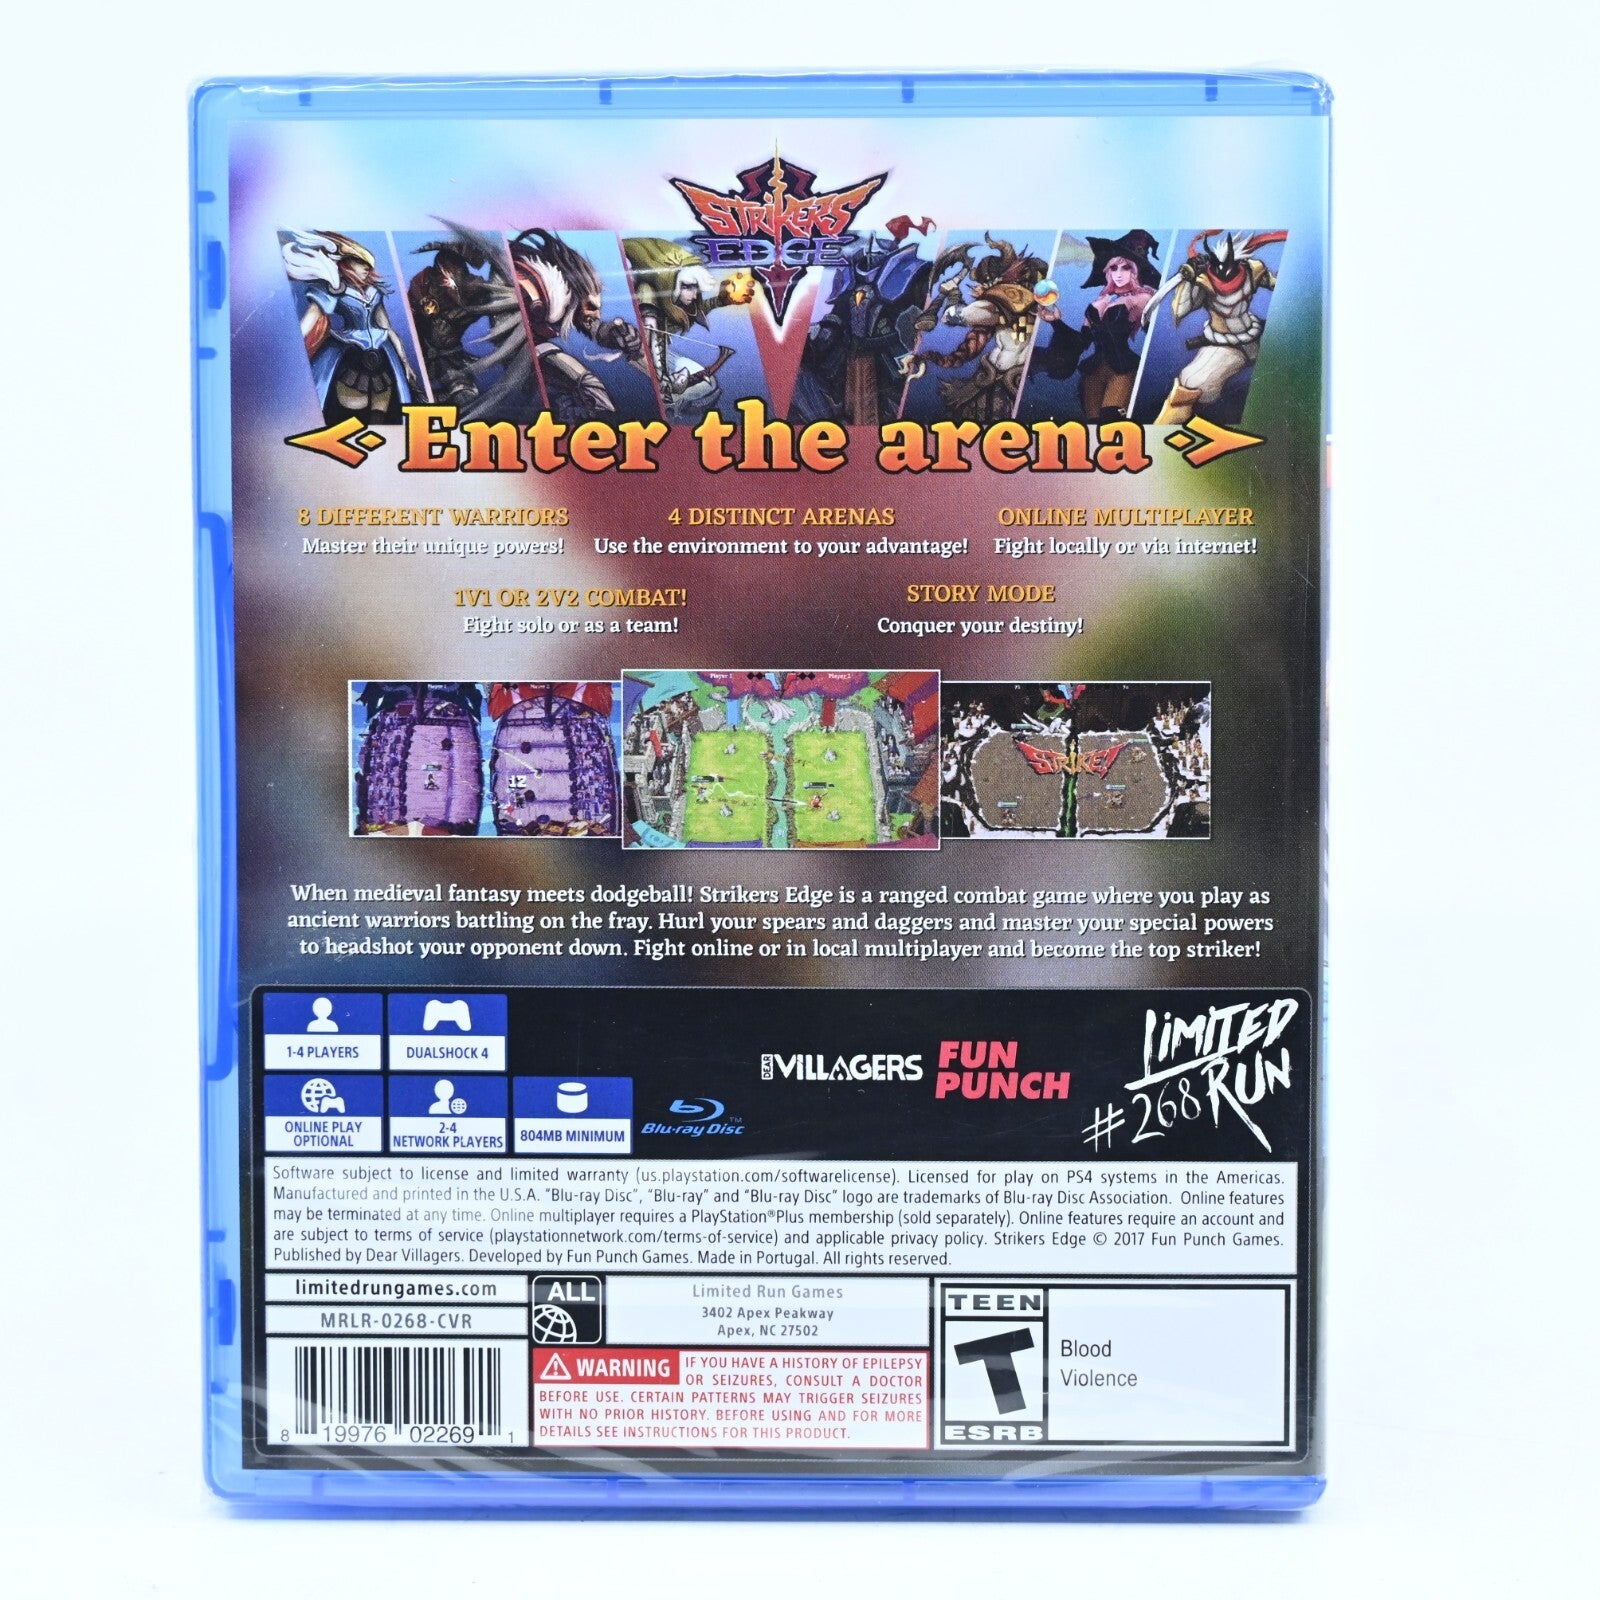 STRIKERS
EDGE
Enter the arena
8 DIFFERENT WARRIORS
Master their unique powers!
4 DISTINCT ARENAS
Use the environment to your advantage!
ONLINE MULTIPLAYER
Fight locally or via internet!
1V1 OR 2V2 COMBAT!
Fight solo or as a team!
STORY MODE
Conquer your destiny!
Player 1
Player 2
12
STRIKE!
When medieval fantasy meets dodgeball! Strikers Edge is a ranged combat game where you play as
ancient warriors battling on the fray. Hurl your spears and daggers and master your special powers
to headshot your opponent down. Fight online or in local multiplayer and become the top striker!
1-4 PLAYERS
DUALSHOCK 4
ONLINE PLAY
OPTIONAL
2-4
NETWORK PLAYERS
804MB MINIMUM
Blu-ray Disc™
DEAR VILLAGERS
FUN
PUNCH
LIMITED
RUN
#268
Software subject to license and limited warranty (us.playstation.com/softwarelicense). Licensed for play on PS4 systems in the Americas.
Manufactured and printed in the U.S.A. “Blu-ray Disc”, “Blu-ray” and “Blu-ray Disc” logo are trademarks of Blu-ray Disc Association. Online features
may be terminated at any time. Online multiplayer requires a PlayStation®Plus membership (sold separately). Online features require an account and
are subject to terms of service (playstationnetwork.com/terms-of-service) and applicable privacy policy. Strikers Edge © 2017 Fun Punch Games.
Published by Dear Villagers. Developed by Fun Punch Games. Made in Portugal. All rights reserved.
limitedrungames.com
MRLR-0268-CVR
8 19976 02269 1
ALL
Limited Run Games
3402 Apex Peakway
Apex, NC 27502
WARNING IF YOU HAVE A HISTORY OF EPILEPSY
OR SEIZURES, CONSULT A DOCTOR
BEFORE USE. CERTAIN PATTERNS MAY TRIGGER SEIZURES
WITH NO PRIOR HISTORY. BEFORE USING AND FOR MORE
DETAILS SEE INSTRUCTIONS FOR THIS PRODUCT.
TEEN
T
ESRB
Blood
Violence